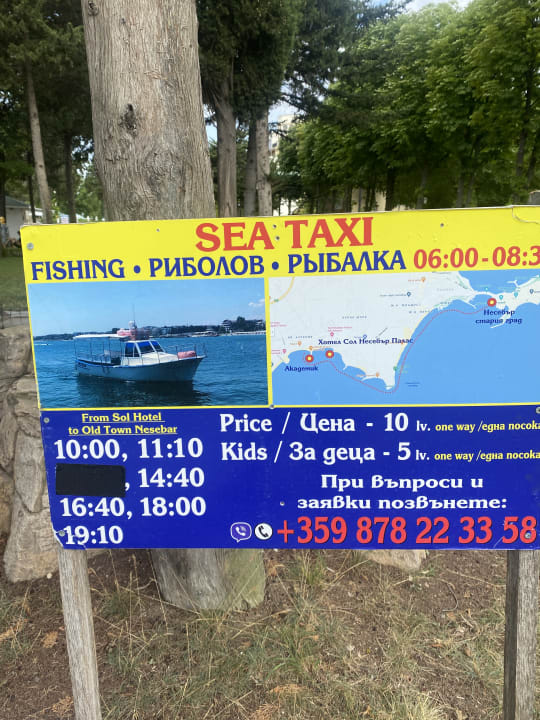 SEA TAXI
FISHING • РИБОЛОВ • РЫБАЛКА 06:00-08:3
Несебър
стария град
Хотел Сол Несебър Палас
Академик
From Sol Hotel
to Old Town Nesebar
10:00, 11:10
, 14:40
16:40, 18:00
19:10
Price / Цена - 10 lv. one way /една посока
Kids / За деца - 5 lv. one way /една посока
При въпроси и
заявки позвънете:
+359 878 22 33 58